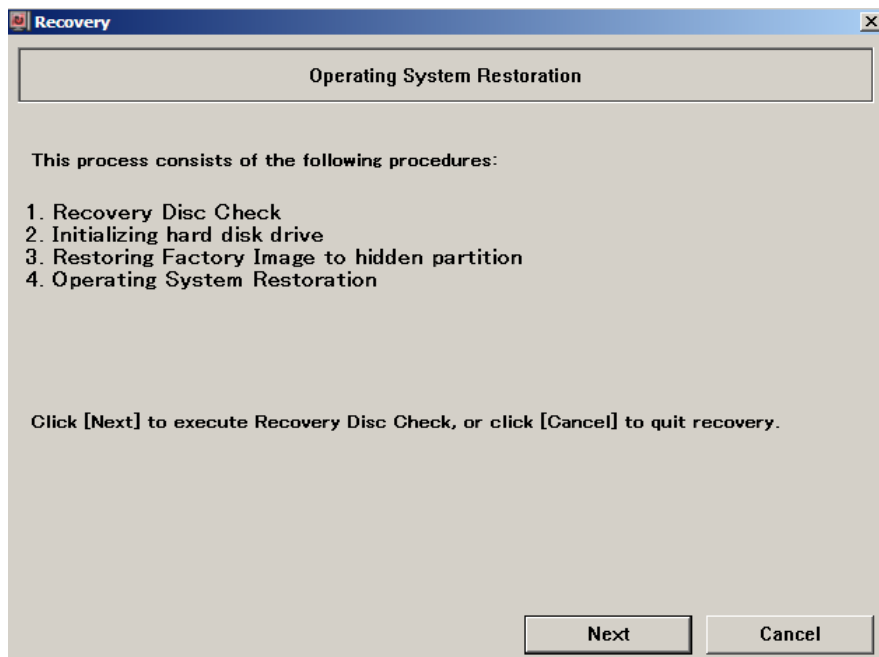 Recovery
Operating System Restoration
This process consists of the following procedures:
1. Recovery Disc Check
2. Initializing hard disk drive
3. Restoring Factory Image to hidden partition
4. Operating System Restoration
Click [Next] to execute Recovery Disc Check, or click [Cancel] to quit recovery.
Next Cancel